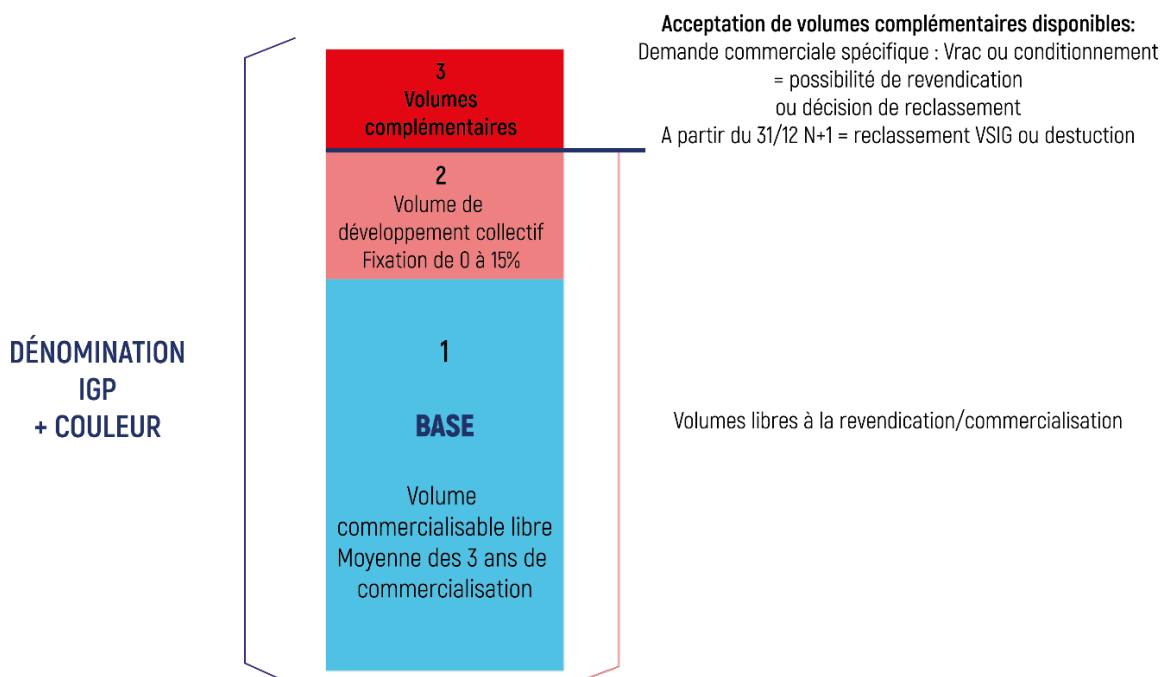 Acceptation de volumes complémentaires disponibles:
Demande commerciale spécifique : Vrac ou conditionnement
= possibilité de revendication
ou décision de reclassement
A partir du 31/12 N+1 = reclassement VSIG ou destuction
3
Volumes
complémentaires
2
Volume de
développement collectif
Fixation de 0 à 15%
DÉNOMINATION
IGP
+ COULEUR
1
BASE
Volume
commercialisable libre
Moyenne des 3 ans de
commercialisation
Volumes libres à la revendication/commercialisation